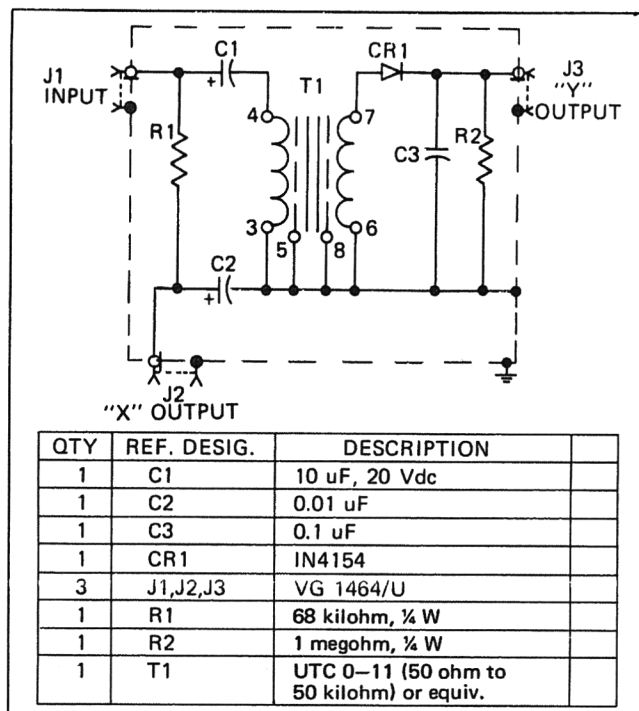 C1
CR1
J1
INPUT
+
T1
J3
"Y"
OUTPUT
4
7
R1
R2
C3
3
5
8
6
C2
+
J2
"X" OUTPUT
QTY REF. DESIG. DESCRIPTION
1 C1 10 uF, 20 Vdc
1 C2 0.01 uF
1 C3 0.1 uF
1 CR1 IN4154
3 J1,J2,J3 VG 1464/U
1 R1 68 kilohm, ¼ W
1 R2 1 megohm, ¼ W
1 T1 UTC 0–11 (50 ohm to
50 kilohm) or equiv.